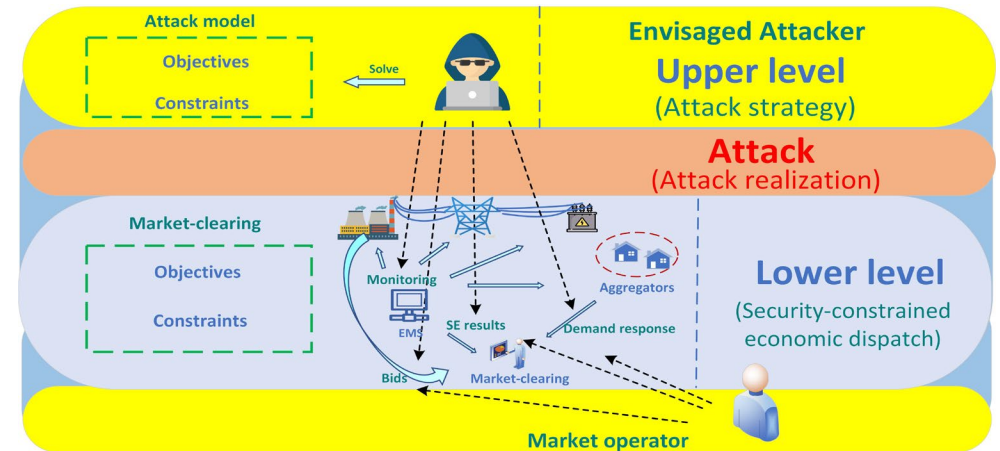 Attack model
Objectives
Constraints
Solve
Envisaged Attacker
Upper level
(Attack strategy)
Attack
(Attack realization)
Market-clearing
Objectives
Constraints
Monitoring
EMS
SE results
Bids
Market-clearing
Aggregators
Demand response
Lower level
(Security-constrained
economic dispatch)
Market operator